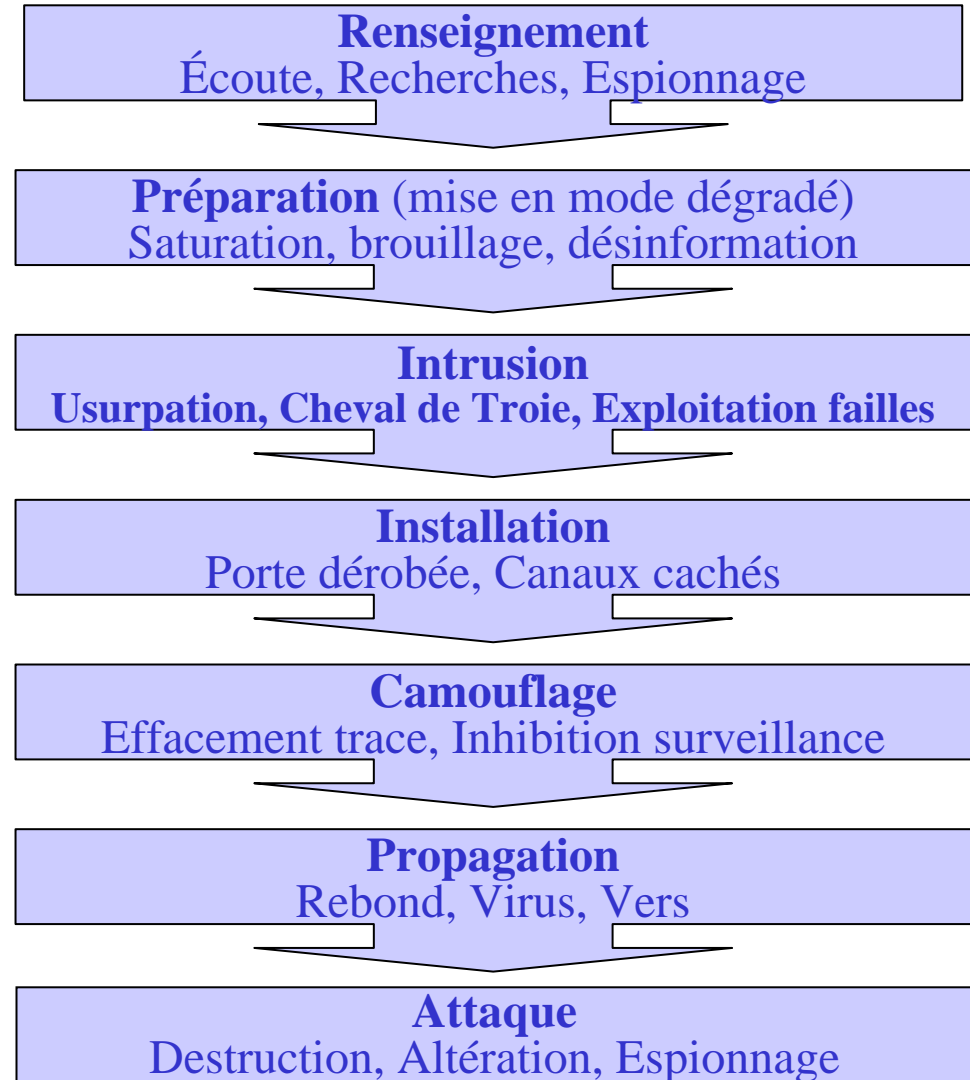 Renseignement
Écoute, Recherches, Espionnage
Préparation (mise en mode dégradé)
Saturation, brouillage, désinformation
Intrusion
Usurpation, Cheval de Troie, Exploitation failles
Installation
Porte dérobée, Canaux cachés
Camouflage
Effacement trace, Inhibition surveillance
Propagation
Rebond, Virus, Vers
Attaque
Destruction, Altération, Espionnage